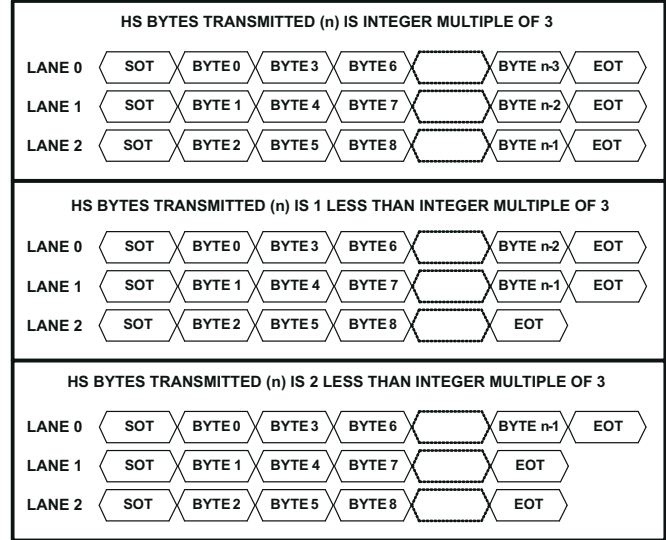 HS BYTES TRANSMITTED (n) IS INTEGER MULTIPLE OF 3
LANE 0 SOT BYTE 0 BYTE 3 BYTE 6 BYTE n-3 EOT
LANE 1 SOT BYTE 1 BYTE 4 BYTE 7 BYTE n-2 EOT
LANE 2 SOT BYTE 2 BYTE 5 BYTE 8 BYTE n-1 EOT
HS BYTES TRANSMITTED (n) IS 1 LESS THAN INTEGER MULTIPLE OF 3
LANE 0 SOT BYTE 0 BYTE 3 BYTE 6 BYTE n-2 EOT
LANE 1 SOT BYTE 1 BYTE 4 BYTE 7 BYTE n-1 EOT
LANE 2 SOT BYTE 2 BYTE 5 BYTE 8 EOT
HS BYTES TRANSMITTED (n) IS 2 LESS THAN INTEGER MULTIPLE OF 3
LANE 0 SOT BYTE 0 BYTE 3 BYTE 6 BYTE n-1 EOT
LANE 1 SOT BYTE 1 BYTE 4 BYTE 7 EOT
LANE 2 SOT BYTE 2 BYTE 5 BYTE 8 EOT